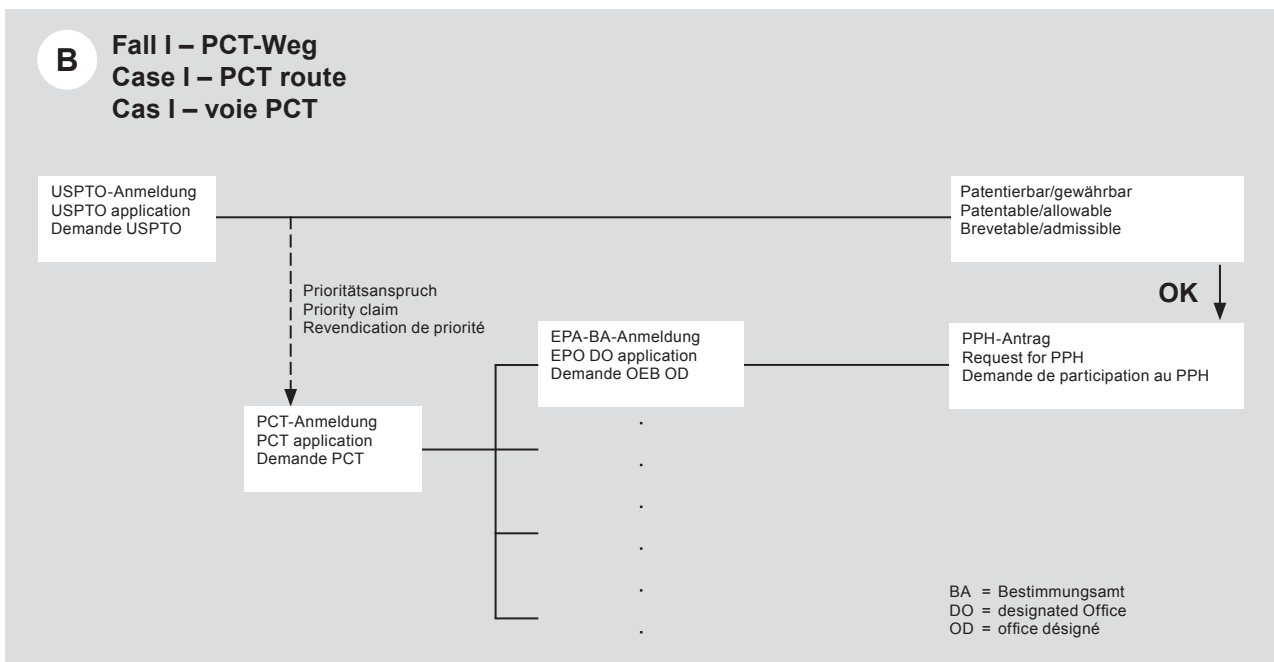 B
Fall I – PCT-Weg
Case I – PCT route
Cas I – voie PCT
USPTO-Anmeldung
USPTO application
Demande USPTO
Patentierbar/gewährbar
Patentable/allowable
Brevetable/admissible
OK
Prioritätsanspruch
Priority claim
Revendication de priorité
EPA-BA-Anmeldung
EPO DO application
Demande OEB OD
PPH-Antrag
Request for PPH
Demande de participation au PPH
PCT-Anmeldung
PCT application
Demande PCT
BA = Bestimmungsamt
DO = designated Office
OD = office désigné